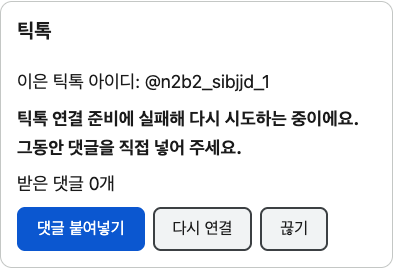 틱톡
이은 틱톡 아이디: @n2b2_sibjjd_1
틱톡 연결 준비에 실패해 다시 시도하는 중이에요.
그동안 댓글을 직접 넣어 주세요.
받은 댓글 0개
댓글 붙여넣기 다시 연결 끊기